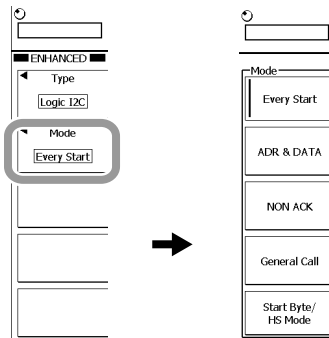 ENHANCED
Type
Logic I2C
Mode
Every Start
Mode
Every Start
ADR & DATA
NON ACK
General Call
Start Byte/
HS Mode